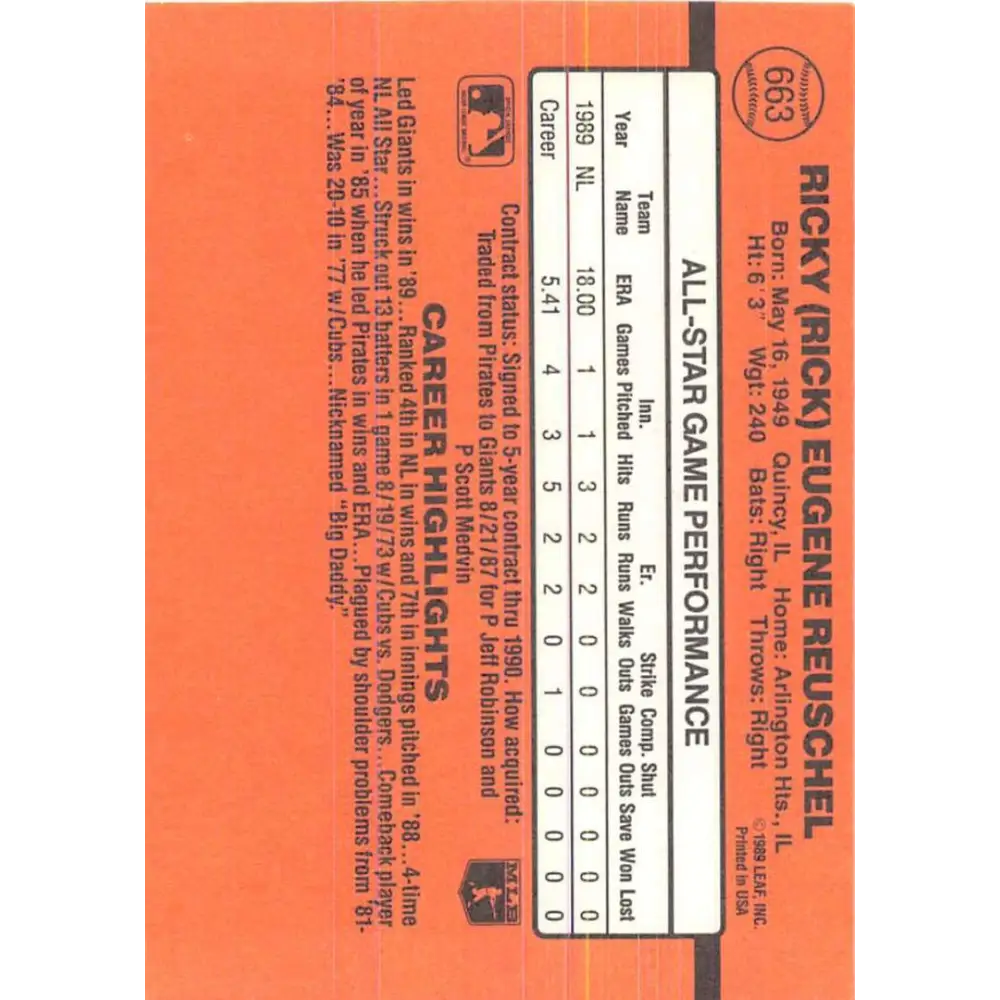 663
RICKY (RICK) EUGENE REUSCHEL
Born: May 16, 1949 Quincy, IL Home: Arlington Hts., IL
Ht: 6'3" Wgt: 240 Bats: Right Throws: Right
© 1989 LEAF, INC.
Printed in USA
ALL-STAR GAME PERFORMANCE
Team Inn. Er. Strike Comp. Shut
Year Name ERA Games Pitched Hits Runs Runs Walks Outs Games Outs Save Won Lost
1989 NL 18.00 1 1 3 2 2 0 0 0 0 0 0 0
Career 5.41 4 3 5 2 2 0 1 0 0 0 0 0
Contract status: Signed to 5-year contract thru 1990. How acquired:
Traded from Pirates to Giants 8/21/87 for P Jeff Robinson and
P Scott Medvin
MLB
CAREER HIGHLIGHTS
Led Giants in wins in '89... Ranked 4th in NL in wins and 7th in innings pitched in '88...4-time
NL All Star... Struck out 13 batters in 1 game 8/19/73 w/Cubs vs. Dodgers...Comeback player
of year in '85 when he led Pirates in wins and ERA...Plagued by shoulder problems from '81-
'84... Was 20-10 in '77 w/Cubs...Nicknamed "Big Daddy."